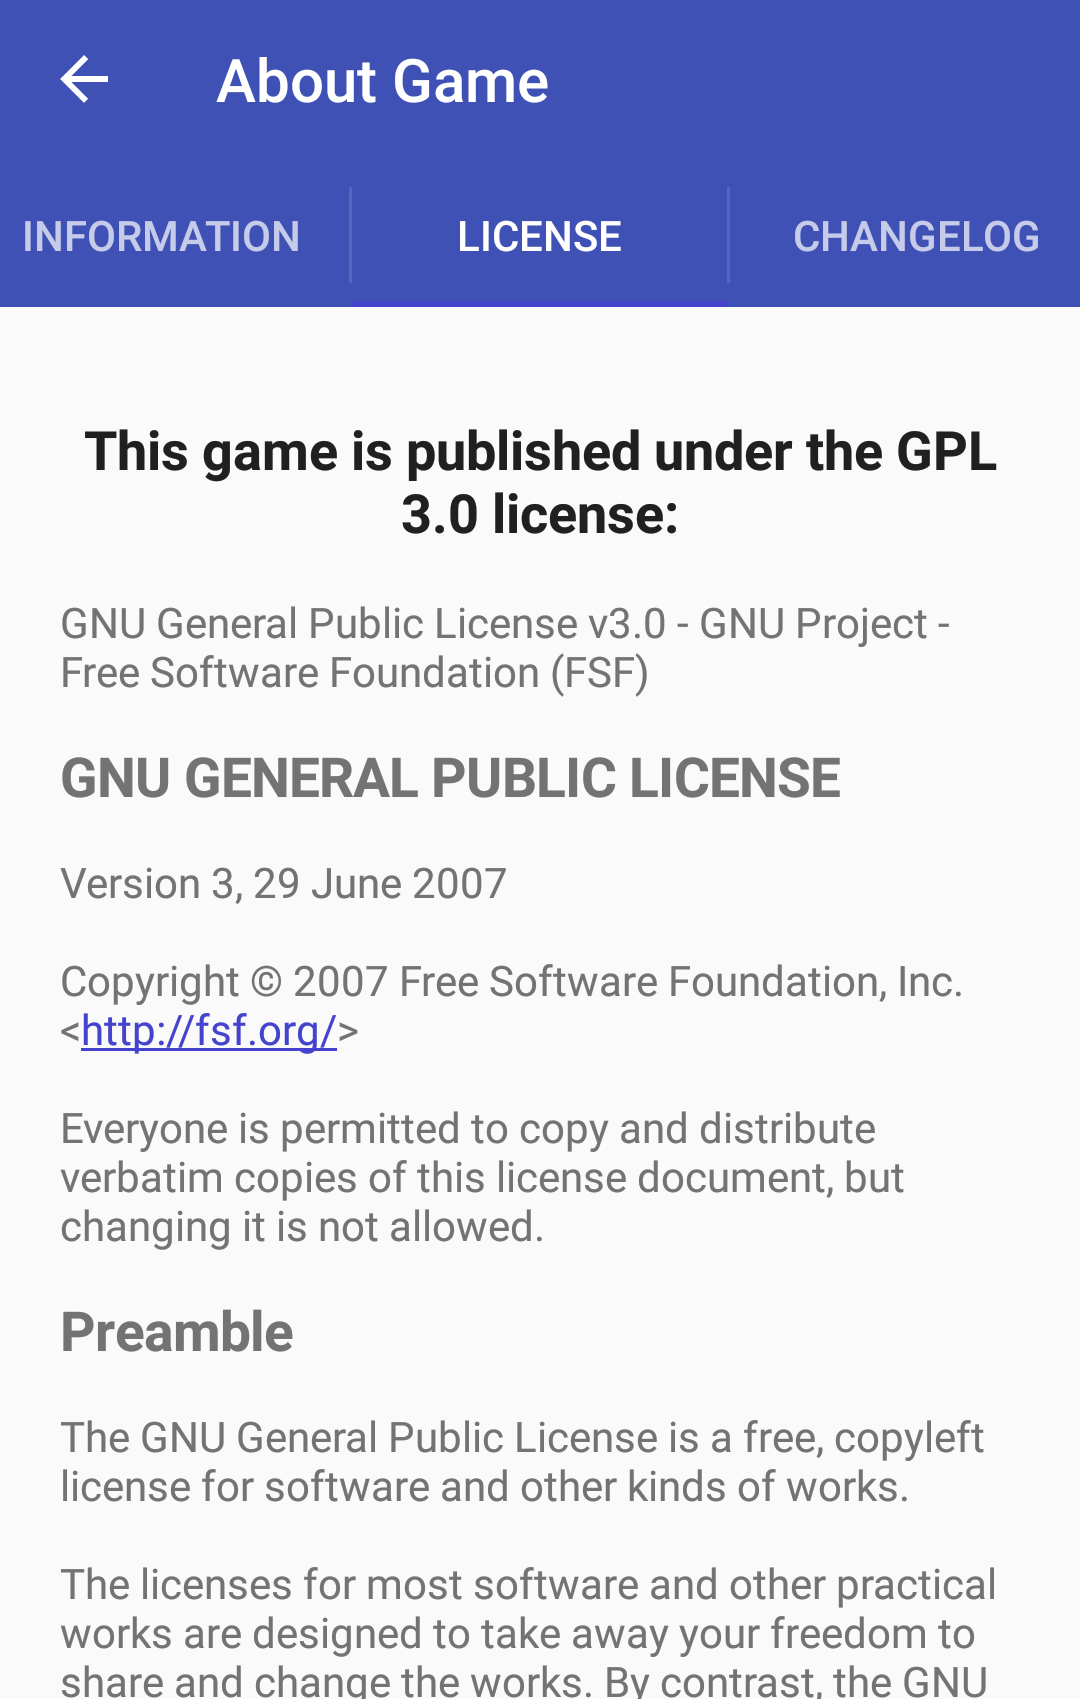 About Game
INFORMATION
LICENSE
CHANGELOG
This game is published under the GPL
3.0 license:
GNU General Public License v3.0 - GNU Project -
Free Software Foundation (FSF)
GNU GENERAL PUBLIC LICENSE
Version 3, 29 June 2007
Copyright © 2007 Free Software Foundation, Inc.
<http://fsf.org/>
Everyone is permitted to copy and distribute
verbatim copies of this license document, but
changing it is not allowed.
Preamble
The GNU General Public License is a free, copyleft
license for software and other kinds of works.
The licenses for most software and other practical
works are designed to take away your freedom to
share and change the works. By contrast, the GNU